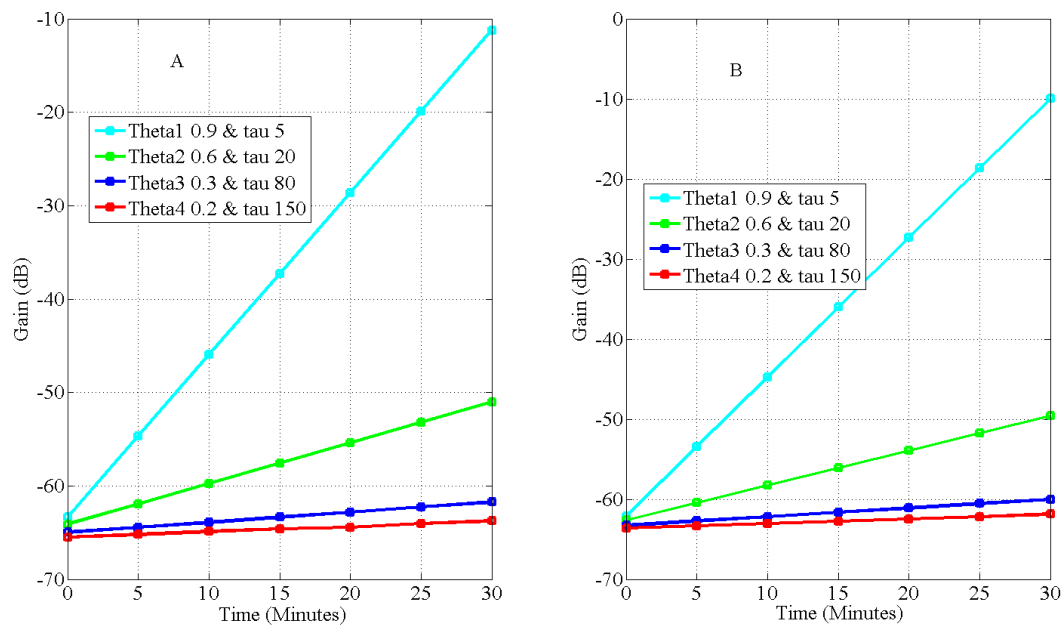 A
Gain (dB)
-10
-20
-30
-40
-50
-60
-70
Theta1 0.9 & tau 5
Theta2 0.6 & tau 20
Theta3 0.3 & tau 80
Theta4 0.2 & tau 150
0 5 10 15 20 25 30
Time (Minutes)
B
Gain (dB)
0
-10
-20
-30
-40
-50
-60
-70
Theta1 0.9 & tau 5
Theta2 0.6 & tau 20
Theta3 0.3 & tau 80
Theta4 0.2 & tau 150
0 5 10 15 20 25 30
Time (Minutes)